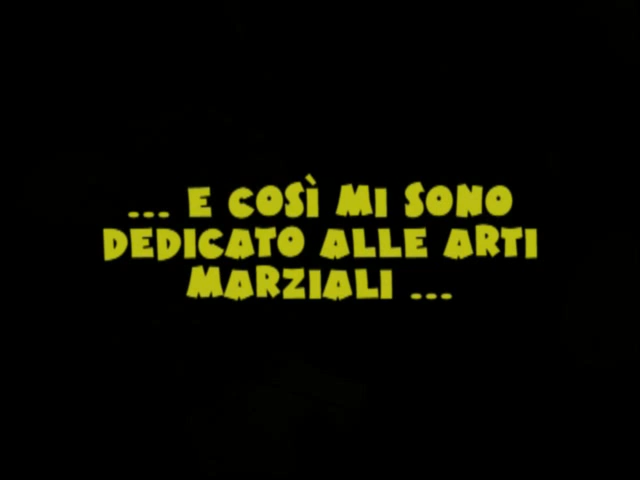 ... E COSÌ MI SONO
DEDICATO ALLE ARTI
MARZIALI ...